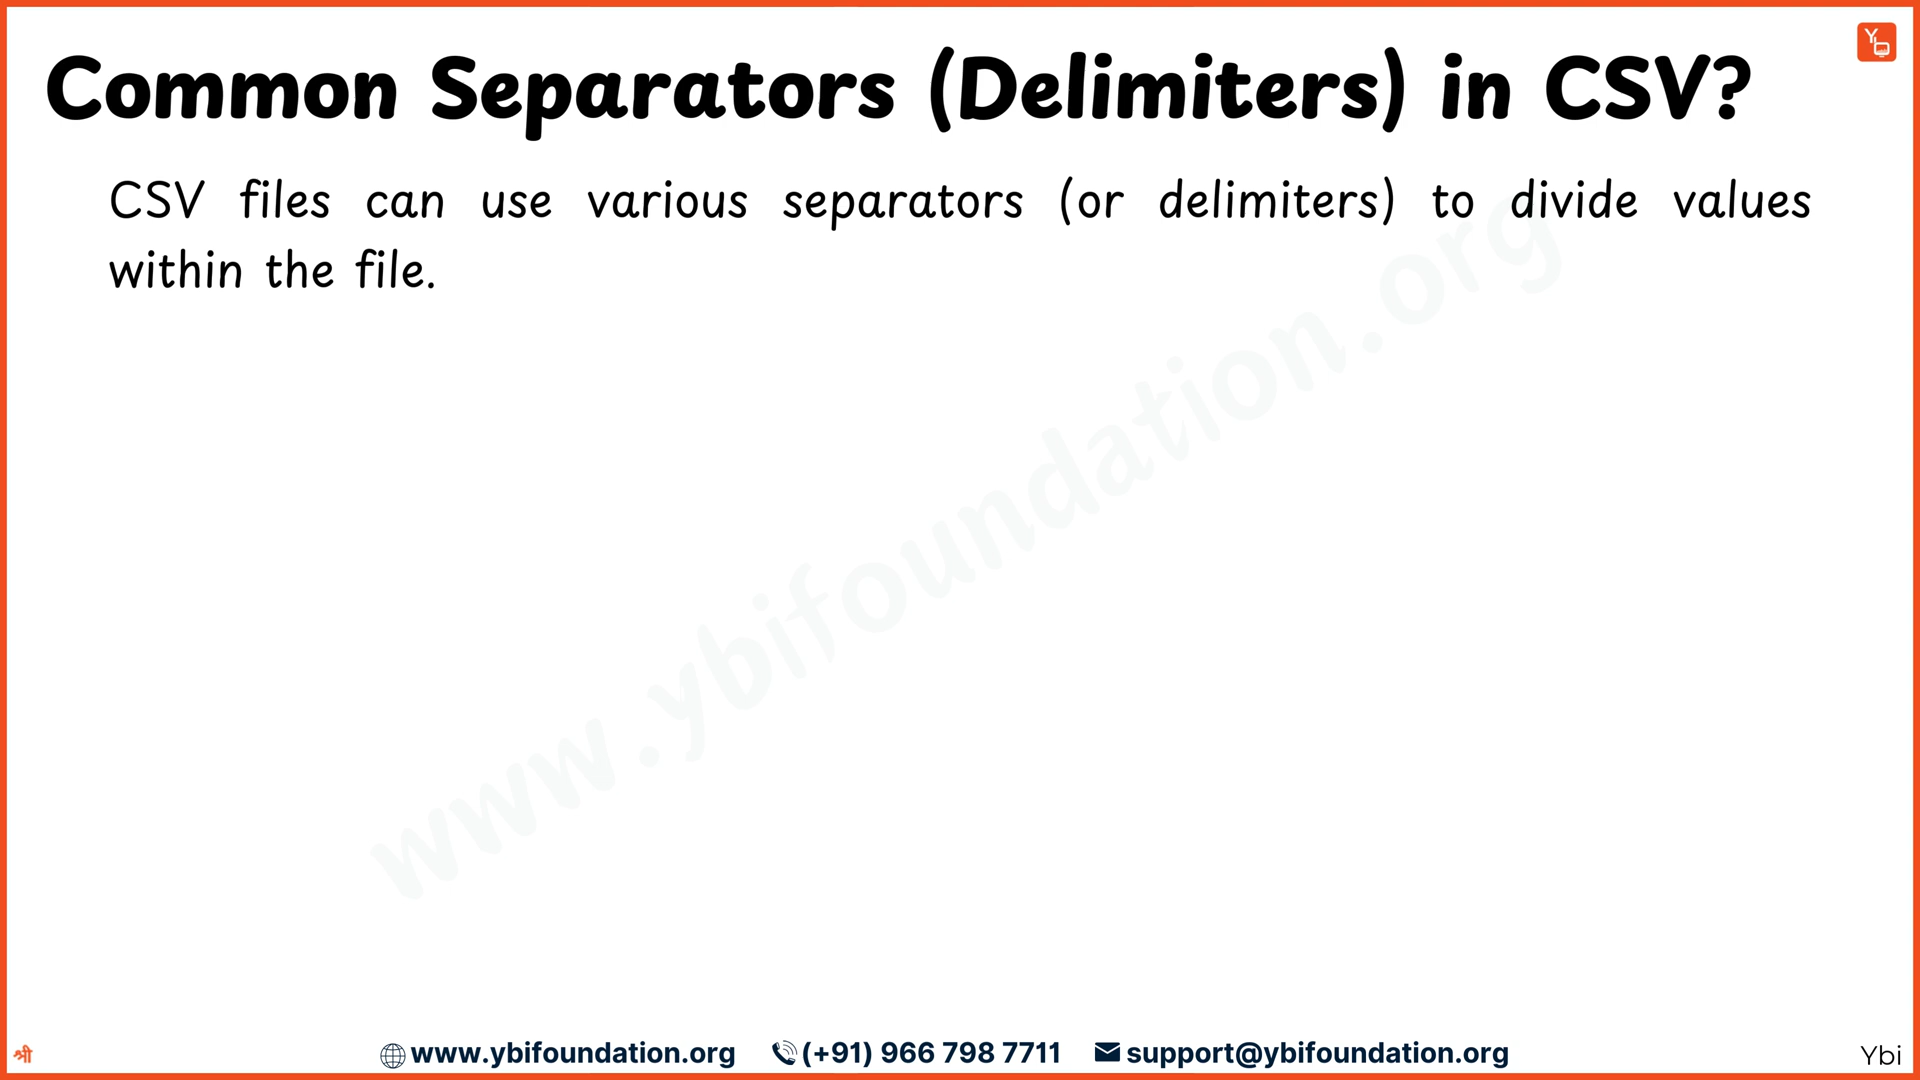 Common Separators (Delimiters) in CSV?
CSV files can use various separators (or delimiters) to divide values
within the file.
www.ybifoundation.org
श्री
www.ybifoundation.org (+91) 966 798 7711 support@ybifoundation.org
Ybi